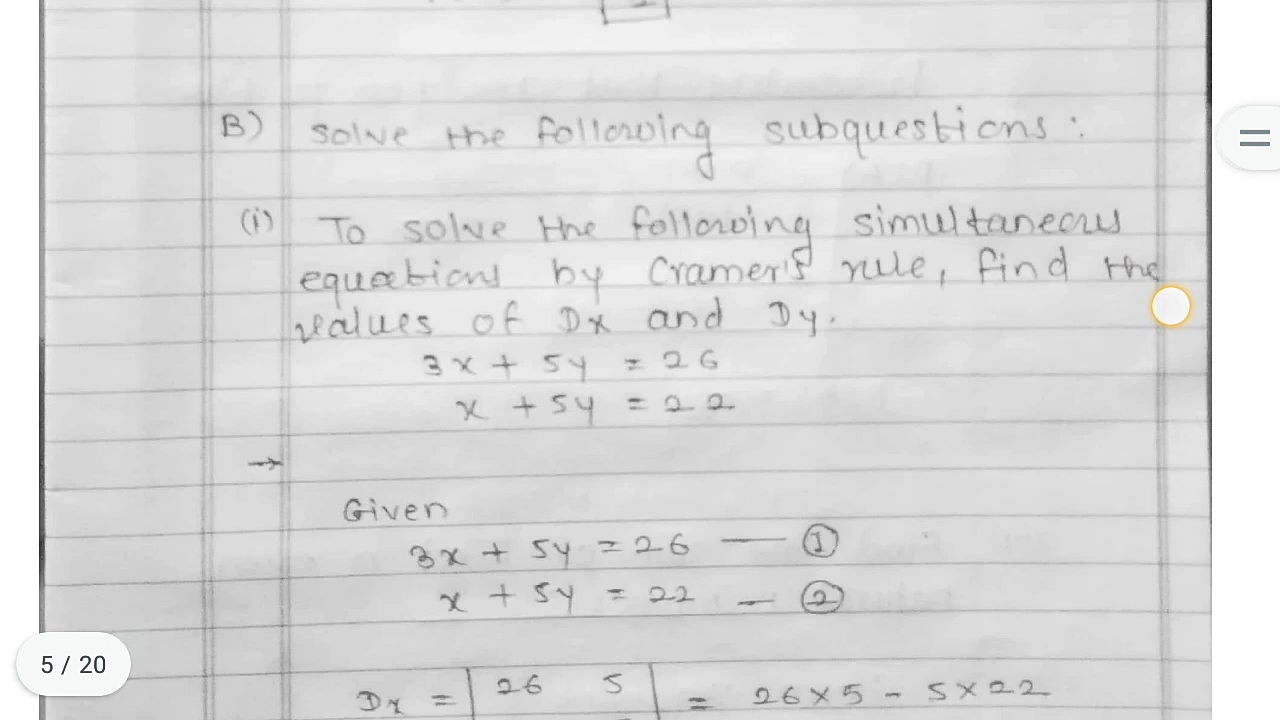 B) Solve the following subquestions :
(i) To solve the following simultaneous
equations by Cramer's rule, find the
values of Dx and Dy.
3x + 5y = 26
x + 5y = 22
→
Given
3x + 5y = 26 — ①
x + 5y = 22 — ②
Dx = | 26 5 | = 26 × 5 - 5 × 22
5 / 20